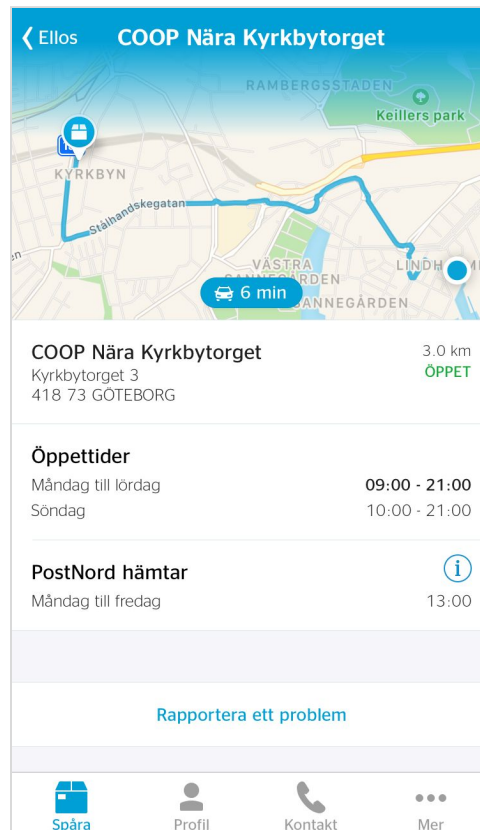 Ellos COOP Nära Kyrkbytorget
RAMBERGSSTADEN
Keillers park
KYRKBYN
Stålhandskegatan
VÄSTRA
LINDH
SANNEGÅRDEN
6 min
SANNEGÅRDEN
COOP Nära Kyrkbytorget 3.0 km
Kyrkbytorget 3 ÖPPET
418 73 GÖTEBORG
Öppettider
Måndag till lördag 09:00 - 21:00
Söndag 10:00 - 21:00
PostNord hämtar i
Måndag till fredag 13:00
Rapportera ett problem
Spåra Profil Kontakt Mer